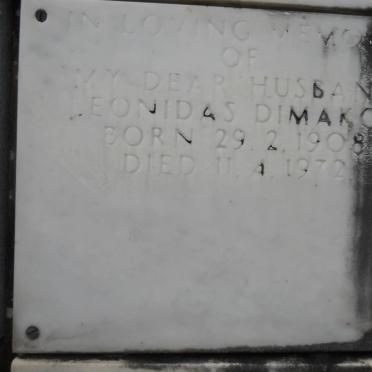 IN LOVING MEMO
OF
MY DEAR HUSBAN
LEONIDAS DIMAKO
BORN 29.2.1908
DIED 11.4.1972